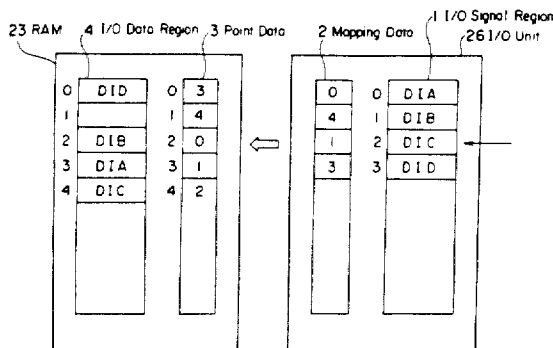 1 I/O Signal Region
23 RAM 4 I/O Data Region 3 Point Data 2 Mapping Data 26 I/O Unit
0 DID 0 3 0 0 DIA
1 1 4 4 1 DIB
2 DIB 2 0 1 2 DIC
3 DIA 3 1 3 3 DID
4 DIC 4 2